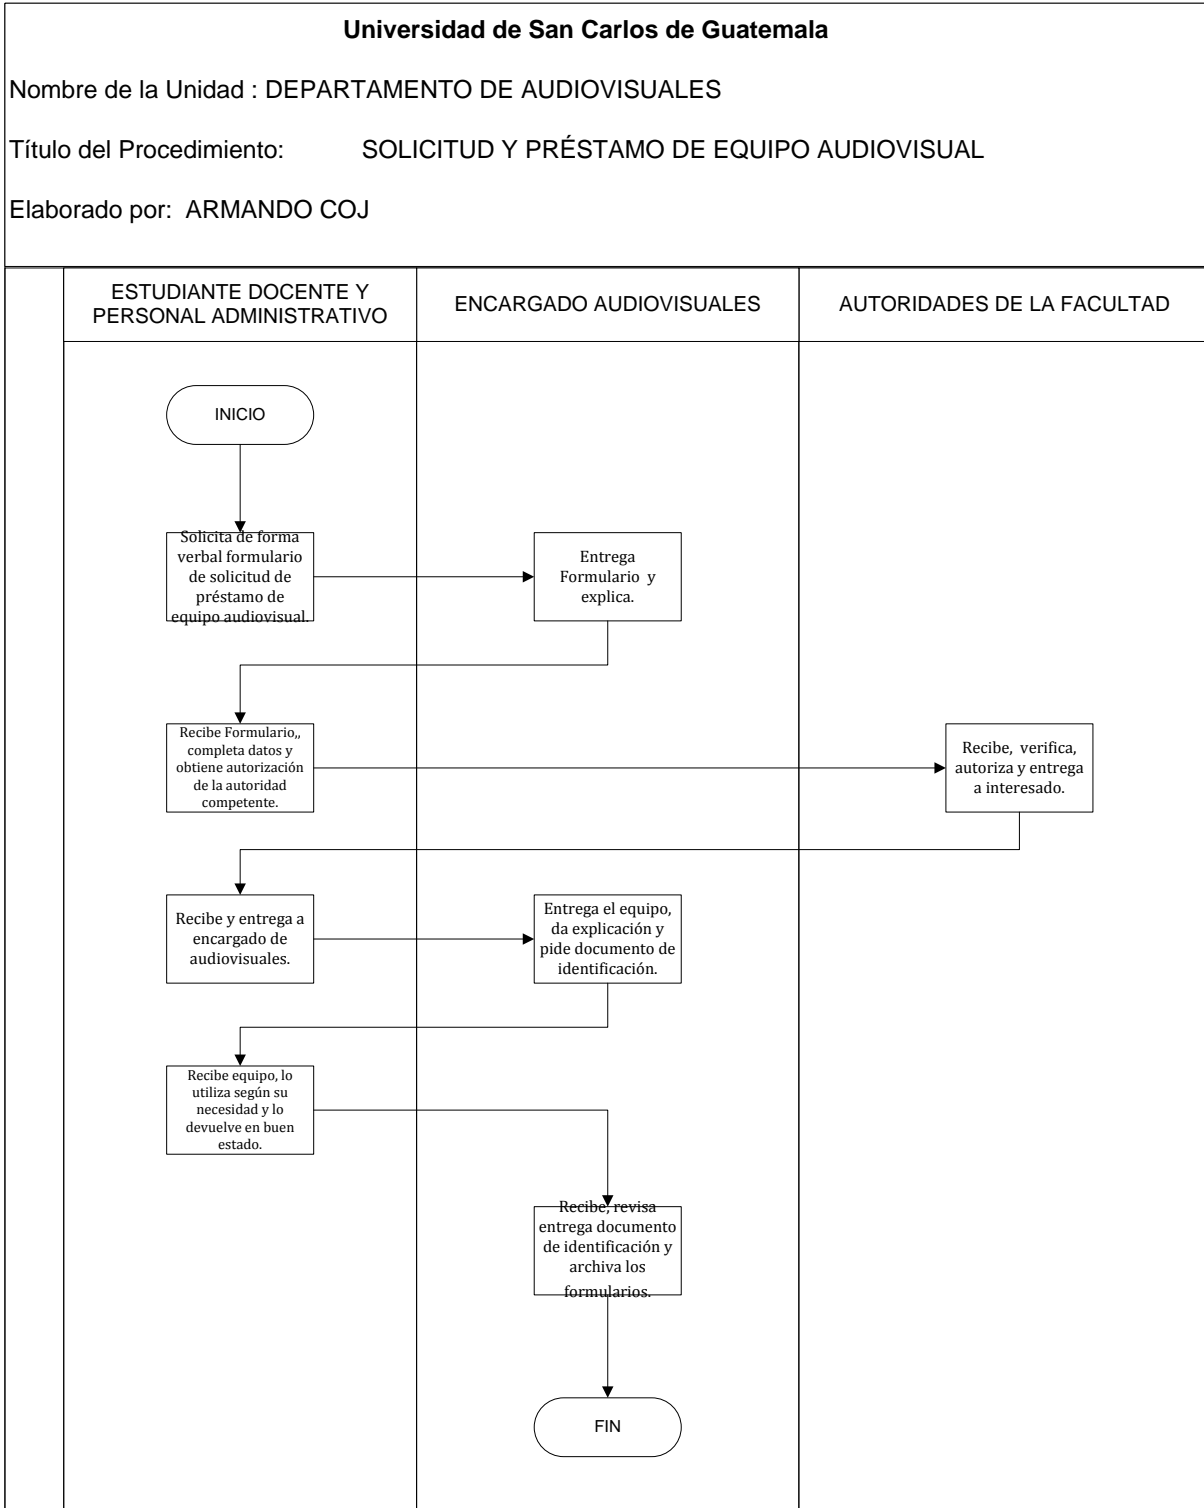 Universidad de San Carlos de Guatemala
Nombre de la Unidad : DEPARTAMENTO DE AUDIOVISUALES
Título del Procedimiento: SOLICITUD Y PRÉSTAMO DE EQUIPO AUDIOVISUAL
Elaborado por: ARMANDO COJ
ESTUDIANTE DOCENTE Y
PERSONAL ADMINISTRATIVO
ENCARGADO AUDIOVISUALES
AUTORIDADES DE LA FACULTAD
INICIO
Solicita de forma
verbal formulario
de solicitud de
préstamo de
equipo audiovisual.
Entrega
Formulario y
explica.
Recibe Formulario,,
completa datos y
obtiene autorización
de la autoridad
competente.
Recibe, verifica,
autoriza y entrega
a interesado.
Recibe y entrega a
encargado de
audiovisuales.
Entrega el equipo,
da explicación y
pide documento de
identificación.
Recibe equipo, lo
utiliza según su
necesidad y lo
devuelve en buen
estado.
Recibe, revisa
entrega documento
de identificación y
archiva los
formularios.
FIN